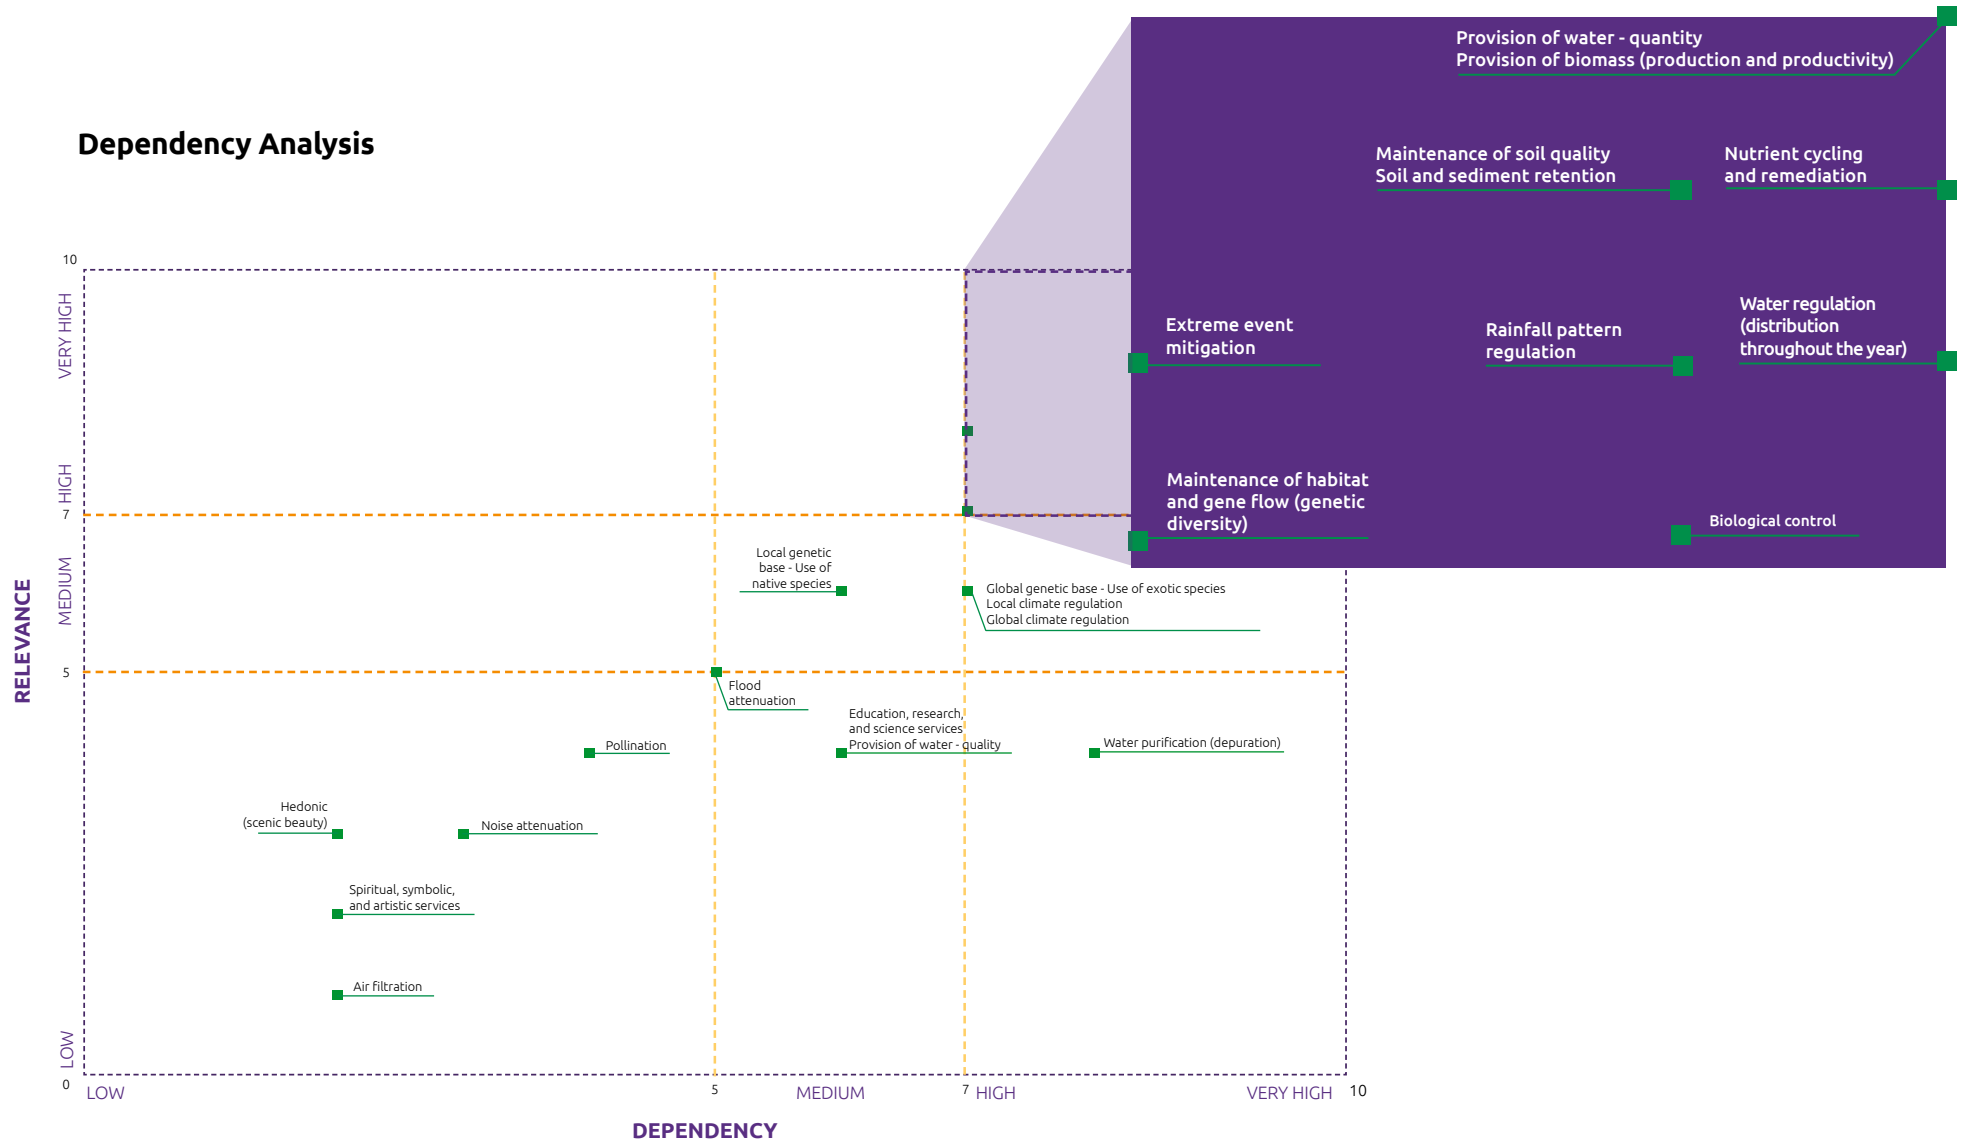 Provision of water - quantity
Provision of biomass (production and productivity)
Dependency Analysis
Maintenance of soil quality
Soil and sediment retention
Nutrient cycling
and remediation
Extreme event
mitigation
Rainfall pattern
regulation
Water regulation
(distribution
throughout the year)
Maintenance of habitat
and gene flow (genetic
diversity)
Biological control
10
VERY HIGH
HIGH
7
MEDIUM
RELEVANCE
5
LOW
0
Local genetic
base - Use of
native species
Global genetic base - Use of exotic species
Local climate regulation
Global climate regulation
Flood
attenuation
Education, research,
and science services
Provision of water - quality
Pollination
Water purification (depuration)
Hedonic
(scenic beauty)
Noise attenuation
Spiritual, symbolic,
and artistic services
Air filtration
LOW
5
MEDIUM
7
HIGH
VERY HIGH
10
DEPENDENCY